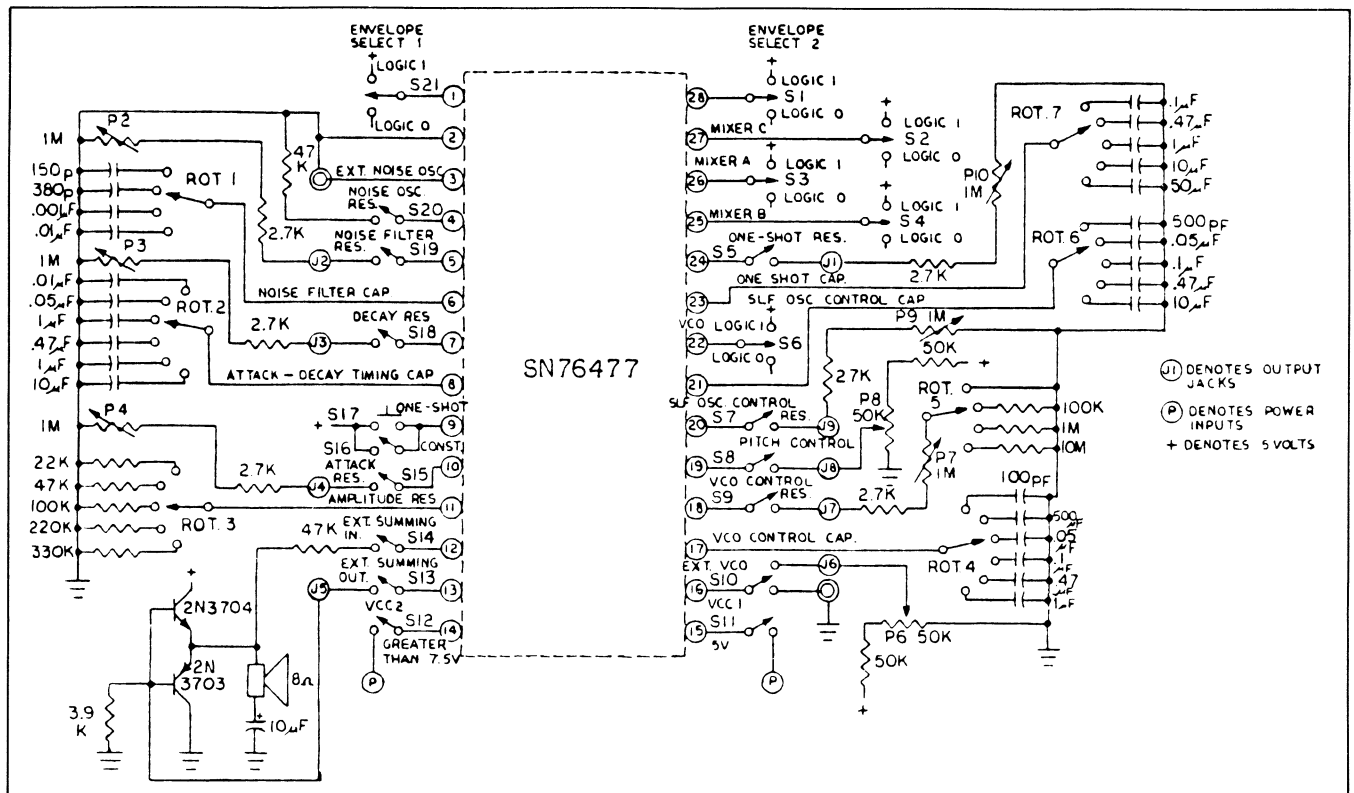 ENVELOPE
SELECT 1
+
LOGIC 1
S21
1
LOGIC 0
2
P2
1M
47
K
EXT. NOISE OSC
3
150p
380p
.001µF
.01µF
ROT. 1
NOISE OSC.
RES.
S20
4
2.7K
NOISE FILTER
RES.
J2
S19
5
P3
1M
NOISE FILTER CAP
6
.01µF
.05µF
1µF
.47µF
1µF
10µF
ROT.2
2.7K
J3
DECAY RES
S18
7
ATTACK-DECAY TIMING CAP
8
P4
1M
S17
ONE-SHOT
+
9
S16
CONST.
10
22K
47K
100K
220K
330K
2.7K
J4
ATTACK
RES.
S15
AMPLITUDE RES
11
ROT. 3
47K
EXT. SUMMING
IN.
S14
12
EXT. SUMMING
OUT.
J5
S13
13
VCC2
S12
14
GREATER
THAN 7.5V
P
+
2N3704
2N
3703
8Ω
3.9
K
+
10µF
SN76477
ENVELOPE
SELECT 2
+
LOGIC 1
28
S1
LOGIC 0
27
MIXER C
+
LOGIC 1
S2
LOGIC 0
MIXER A
+
LOGIC 1
26
S3
LOGIC 0
25
MIXER B
+
LOGIC 1
S4
LOGIC 0
24
S5
ONE-SHOT RES.
J1
2.7K
P10
1M
23
ONE SHOT CAP.
ROT. 7
.1µF
.47µF
1µF
10µF
50µF
SLF OSC CONTROL CAP
ROT.6
500PF
.05µF
.1µF
.47µF
10µF
VCO
22
+
LOGIC 1
S6
LOGIC 0
21
P9 1M
50K
+
2.7K
SLF OSC. CONTROL
RES.
20
S7
J9
P8
50K
PITCH CONTROL
19
S8
J8
ROT.
5
100K
1M
10M
P7
1M
VCO CONTROL
RES.
18
S9
J7
2.7K
17
VCO CONTROL CAP.
ROT4
100PF
500µF
.05
µF
.1
µF
.47
µF
1µF
EXT. VCO
J6
16
S10
VCC 1
15
S11
5V
P
P6 50K
50K
+
J1 DENOTES OUTPUT
JACKS
P DENOTES POWER
INPUTS
+ DENOTES 5 VOLTS